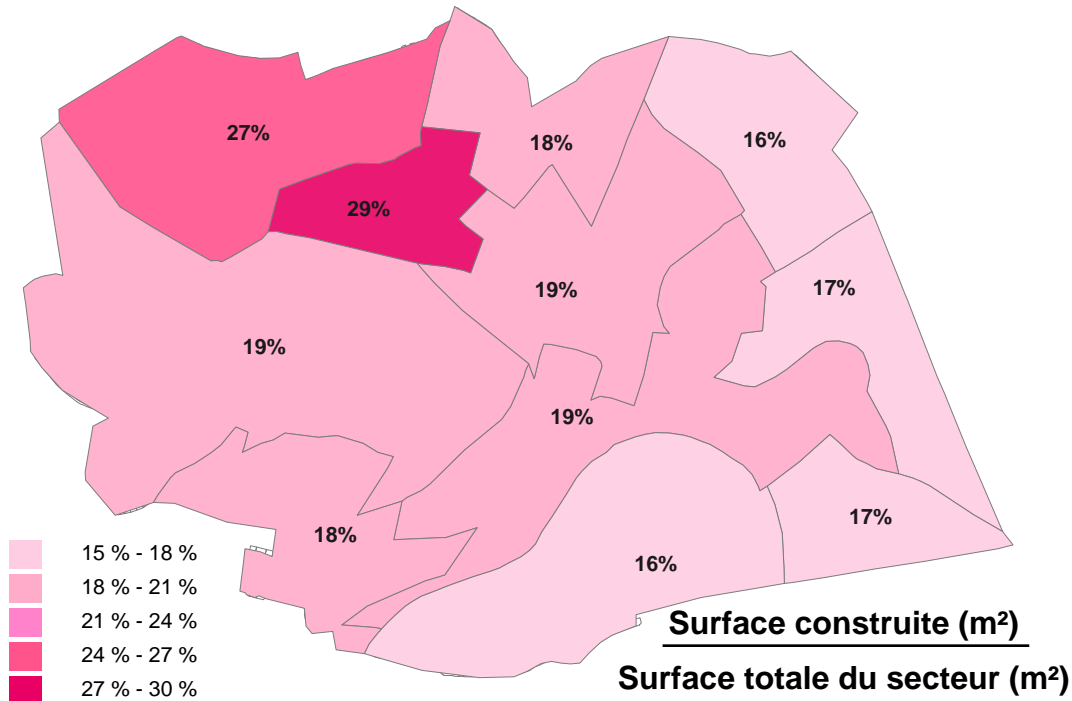 27%
18%
16%
29%
19%
17%
19%
19%
17%
18%
16%
15 % - 18 %
18 % - 21 %
21 % - 24 %
24 % - 27 %
27 % - 30 %
Surface construite (m²)
Surface totale du secteur (m²)